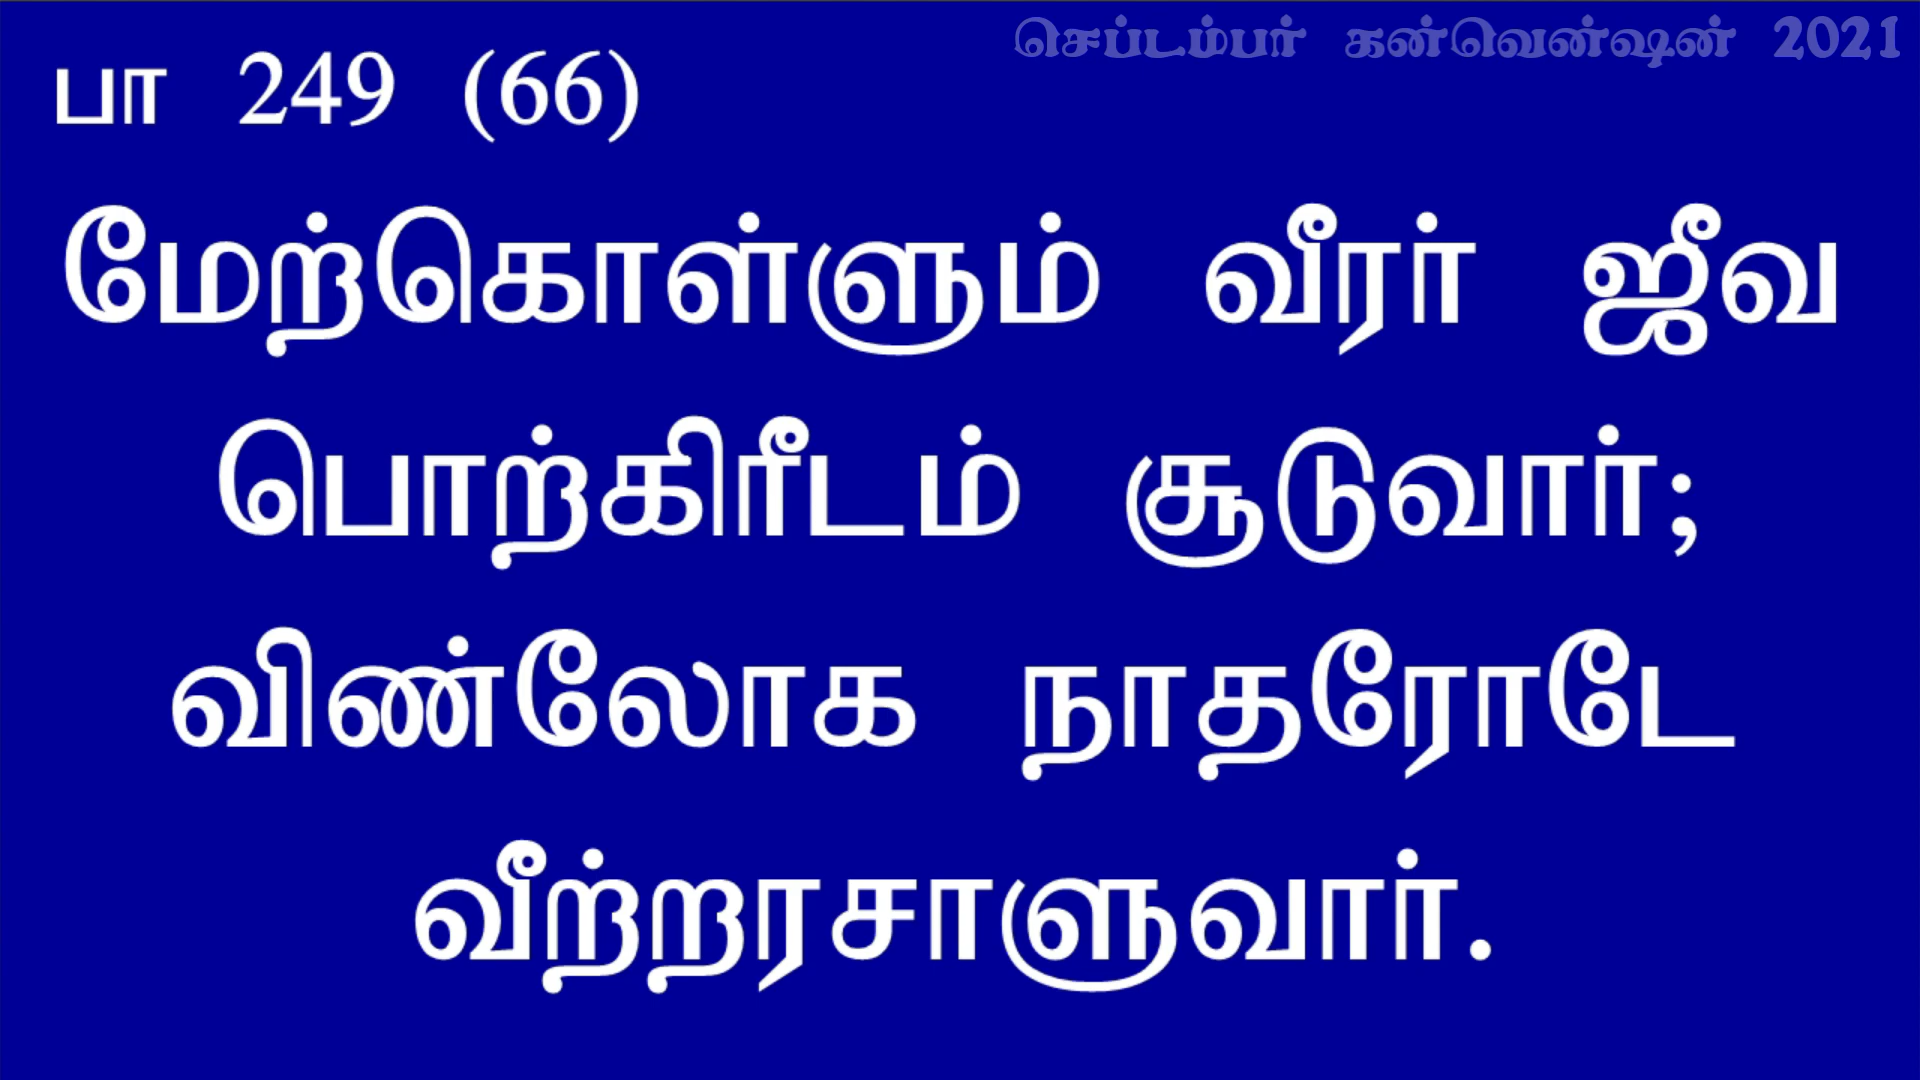 செப்டம்பர் கன்வென்ஷன் 2021
பா 249 (66)
மேற்கொள்ளும் வீரர் ஜீவ
பொற்கிரீடம் சூடுவார்;
விண்லோக நாதரோடே
வீற்றரசாளுவார்.